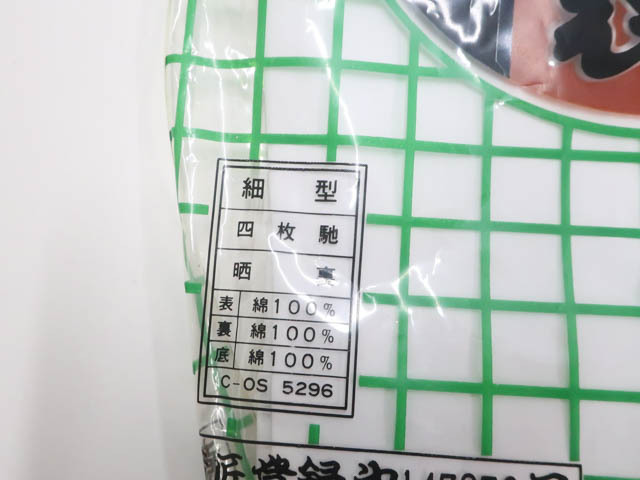 細型
四枚馳
晒裏
表 綿100%
裏 綿100%
底 綿100%
C-OS 5296